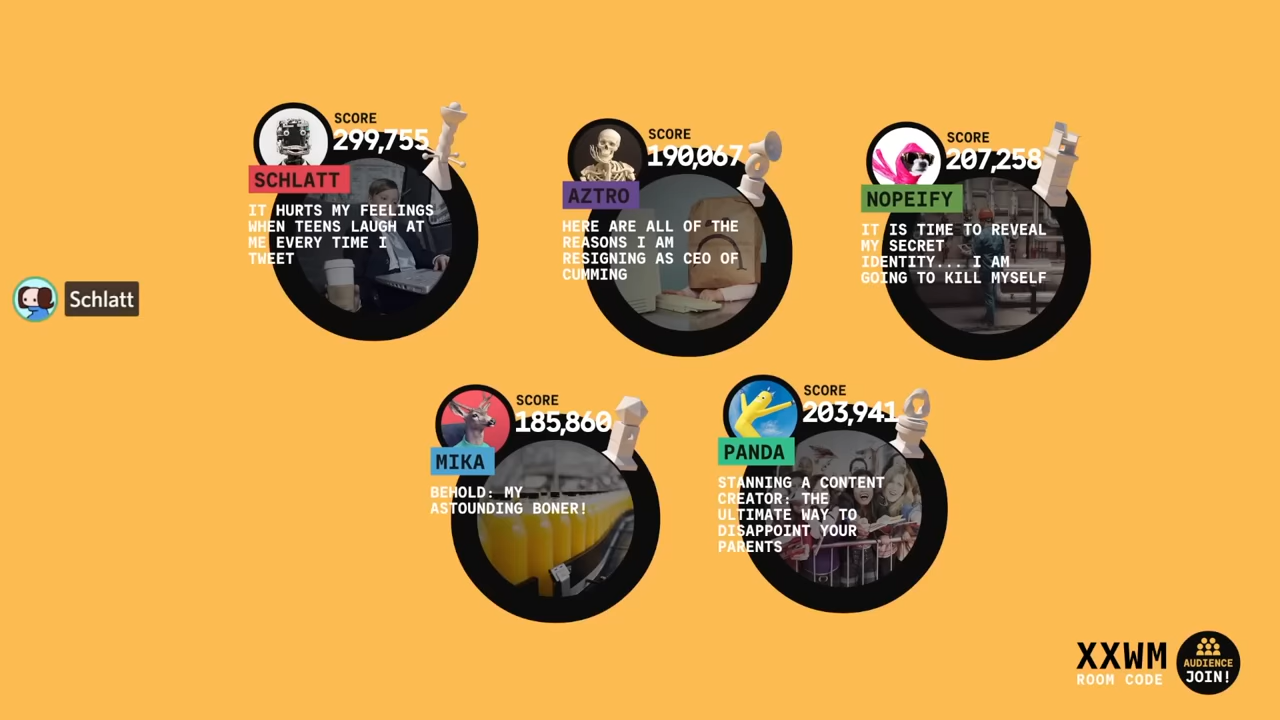 SCORE
299,755
SCHLATT
IT HURTS MY FEELINGS
WHEN TEENS LAUGH AT
ME EVERY TIME I
TWEET
SCORE
190,067
AZTRO
HERE ARE ALL OF THE
REASONS I AM
RESIGNING AS CEO OF
CUMMING
SCORE
207,258
NOPEIFY
IT IS TIME TO REVEAL
MY SECRET
IDENTITY... I AM
GOING TO KILL MYSELF
Schlatt
SCORE
185,860
MIKA
BEHOLD: MY
ASTOUNDING BONER!
SCORE
203,941
PANDA
STANNING A CONTENT
CREATOR: THE
ULTIMATE WAY TO
DISAPPOINT YOUR
PARENTS
XXWM
ROOM CODE
AUDIENCE
JOIN!